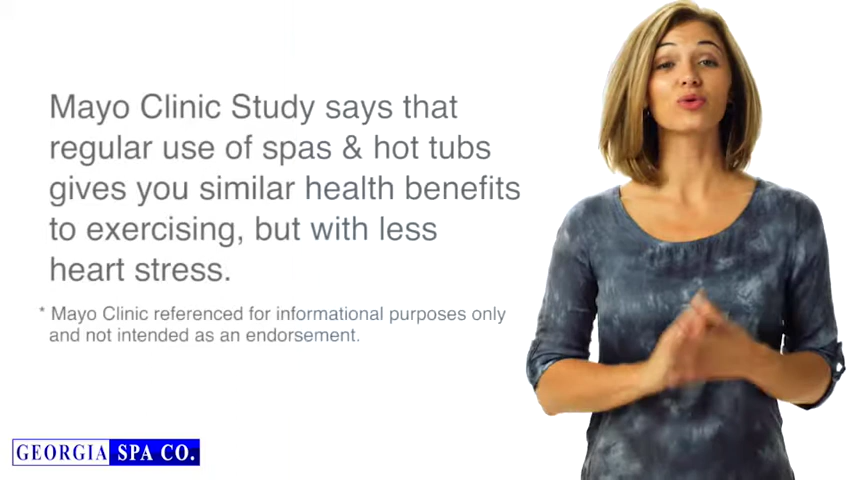 Mayo Clinic Study says that
regular use of spas & hot tubs
gives you similar health benefits
to exercising, but with less
heart stress.
* Mayo Clinic referenced for informational purposes only
and not intended as an endorsement.
GEORGIA SPA CO.